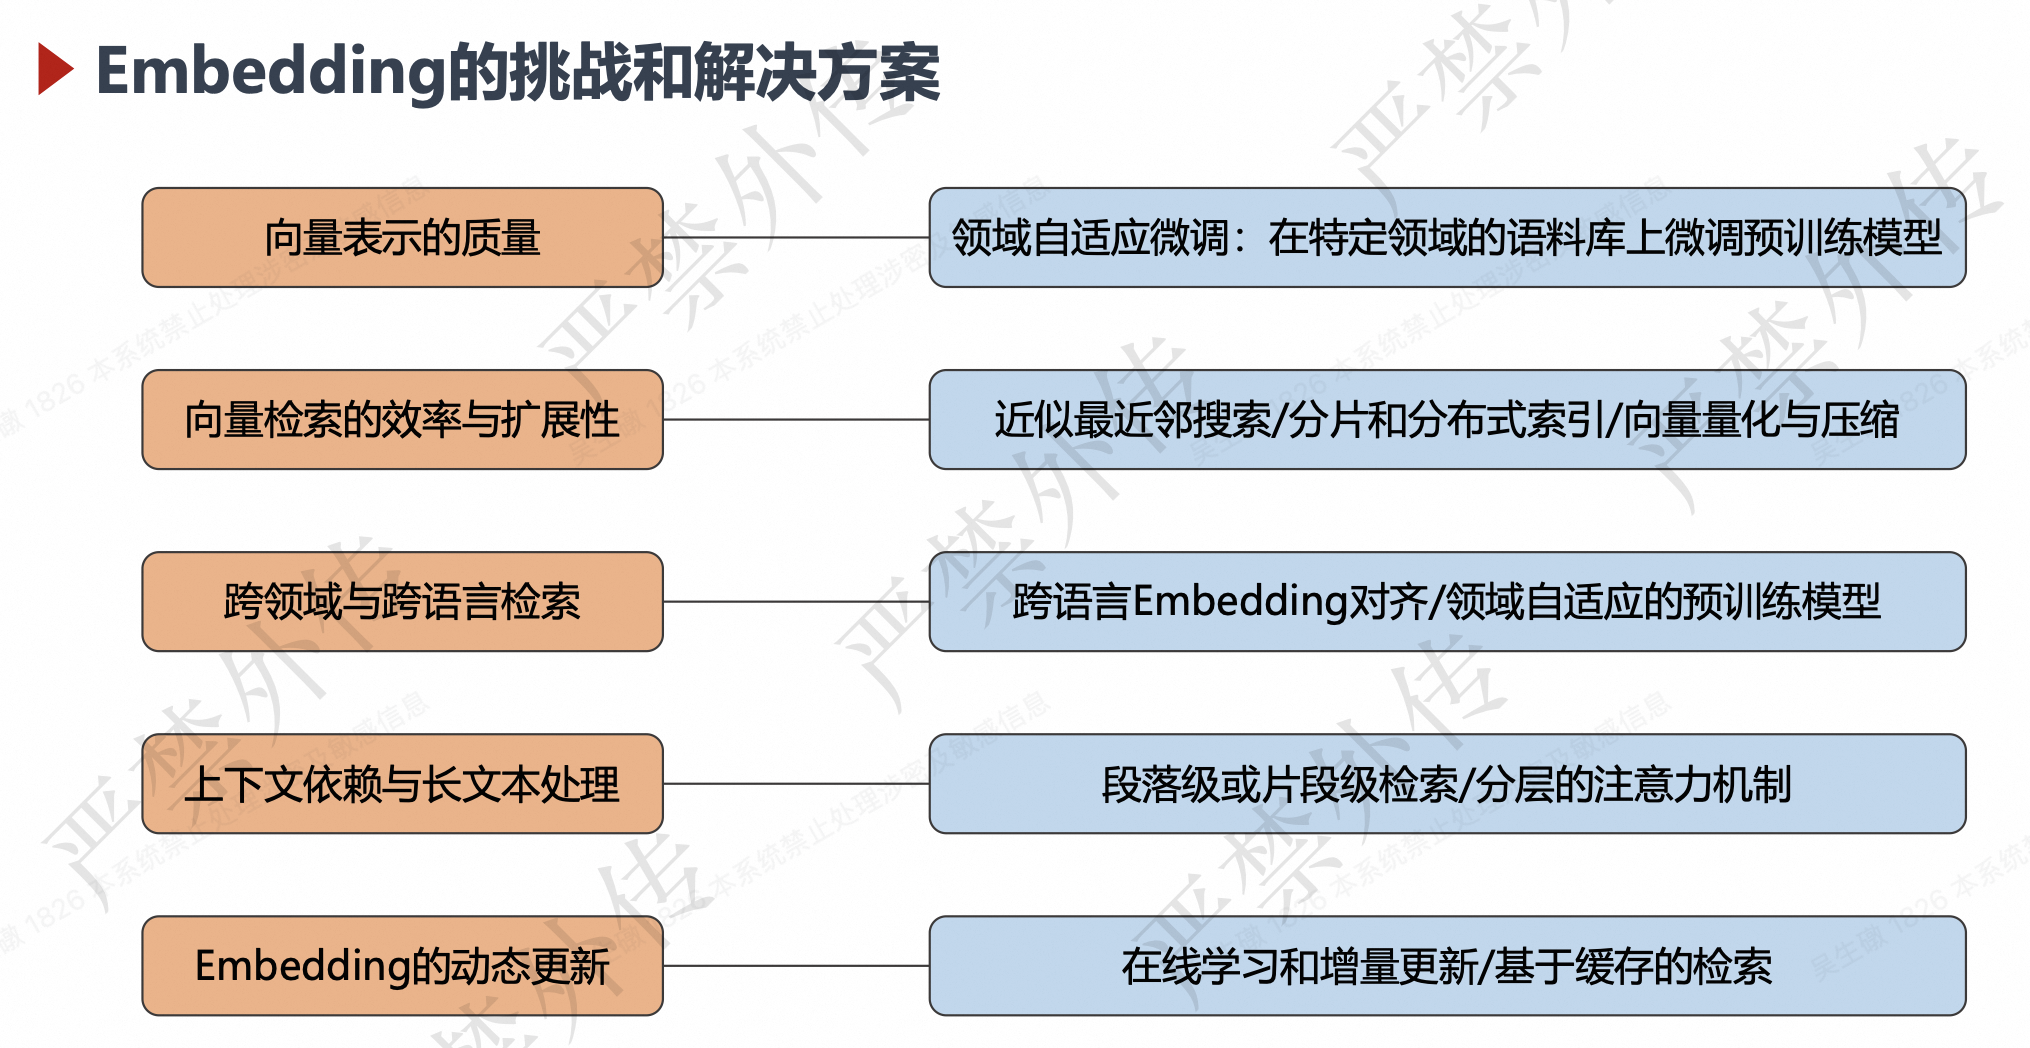 Embedding的挑战和解决方案
向量表示的质量
领域自适应微调：在特定领域的语料库上微调预训练模型
向量检索的效率与扩展性
近似最近邻搜索/分片和分布式索引/向量量化与压缩
跨领域与跨语言检索
跨语言Embedding对齐/领域自适应的预训练模型
上下文依赖与长文本处理
段落级或片段级检索/分层的注意力机制
Embedding的动态更新
在线学习和增量更新/基于缓存的检索
严禁外传
严禁外传
严禁外传
严禁外传
严禁外传
严禁外传
1826 本系统禁止处理涉密及敏感信息